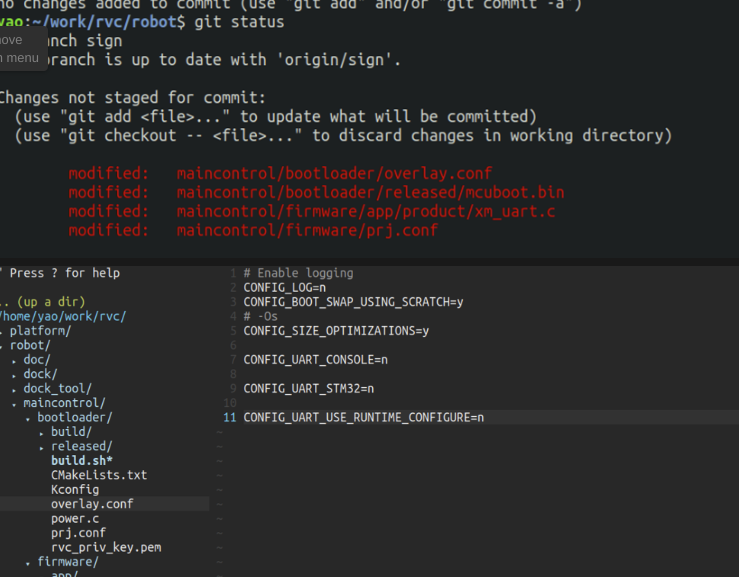 no changes added to commit (use "git add" and/or "git commit -a")
yao:~/work/rvc/robot$ git status
nch sign
branch is up to date with 'origin/sign'.
ove
menu
Changes not staged for commit:
(use "git add <file>..." to update what will be committed)
(use "git checkout -- <file>..." to discard changes in working directory)
modified: maincontrol/bootloader/overlay.conf
modified: maincontrol/bootloader/released/mcuboot.bin
modified: maincontrol/firmware/app/product/xm_uart.c
modified: maincontrol/firmware/prj.conf
" Press ? for help
.. (up a dir)
/home/yao/work/rvc/
▸ platform/
▾ robot/
▸ doc/
▸ dock/
▸ dock_tool/
▾ maincontrol/
▾ bootloader/
▸ build/
▸ released/
build.sh*
CMakeLists.txt
Kconfig
overlay.conf
power.c
prj.conf
rvc_priv_key.pem
▾ firmware/
app/
1 # Enable logging
2 CONFIG_LOG=n
3 CONFIG_BOOT_SWAP_USING_SCRATCH=y
4 # -Os
5 CONFIG_SIZE_OPTIMIZATIONS=y
6
7 CONFIG_UART_CONSOLE=n
8
9 CONFIG_UART_STM32=n
10
11 CONFIG_UART_USE_RUNTIME_CONFIGURE=n